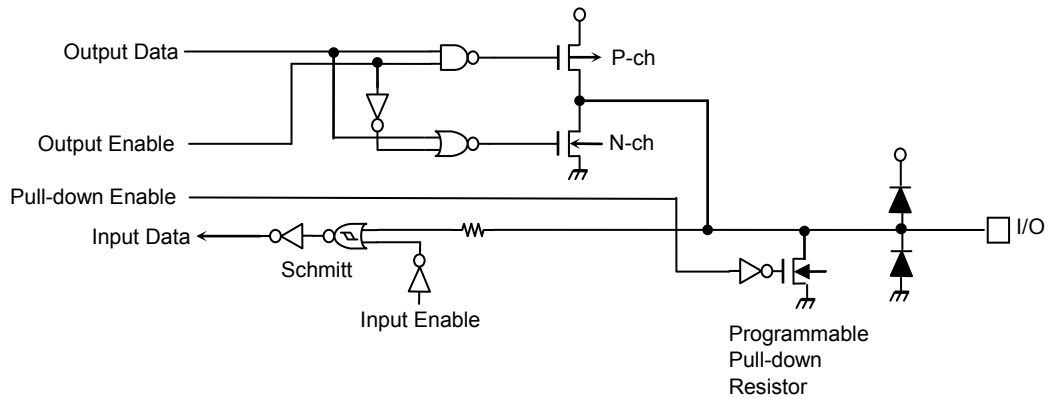 Output Data
P-ch
Output Enable
N-ch
Pull-down Enable
Input Data
I/O
Schmitt
Input Enable
Programmable
Pull-down
Resistor